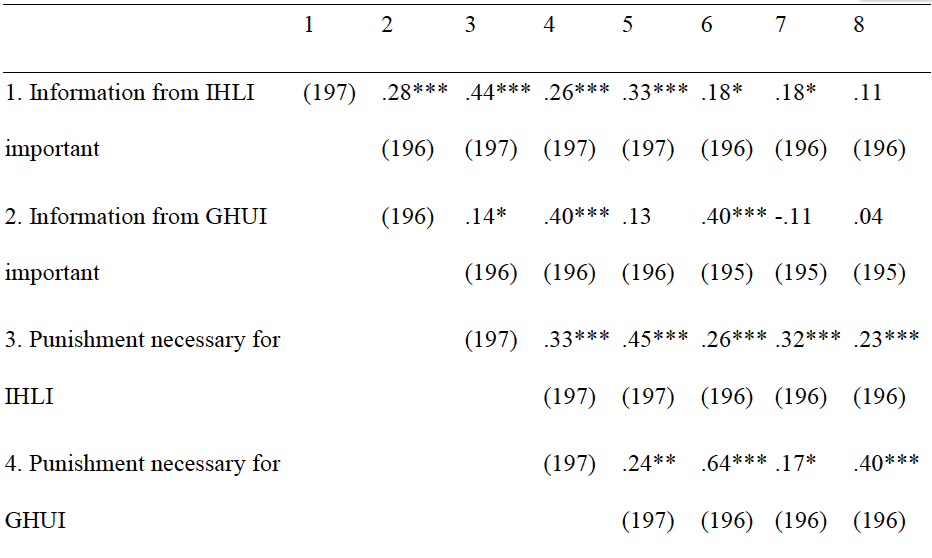 1 2 3 4 5 6 7 8
1. Information from IHLI (197) .28*** .44*** .26*** .33*** .18* .18* .11
important (196) (197) (197) (197) (196) (196) (196)
2. Information from GHUI (196) .14* .40*** .13 .40*** -.11 .04
important (196) (196) (196) (195) (195) (195)
3. Punishment necessary for (197) .33*** .45*** .26*** .32*** .23***
IHLI (197) (197) (196) (196) (196)
4. Punishment necessary for (197) .24** .64*** .17* .40***
GHUI (197) (196) (196) (196)